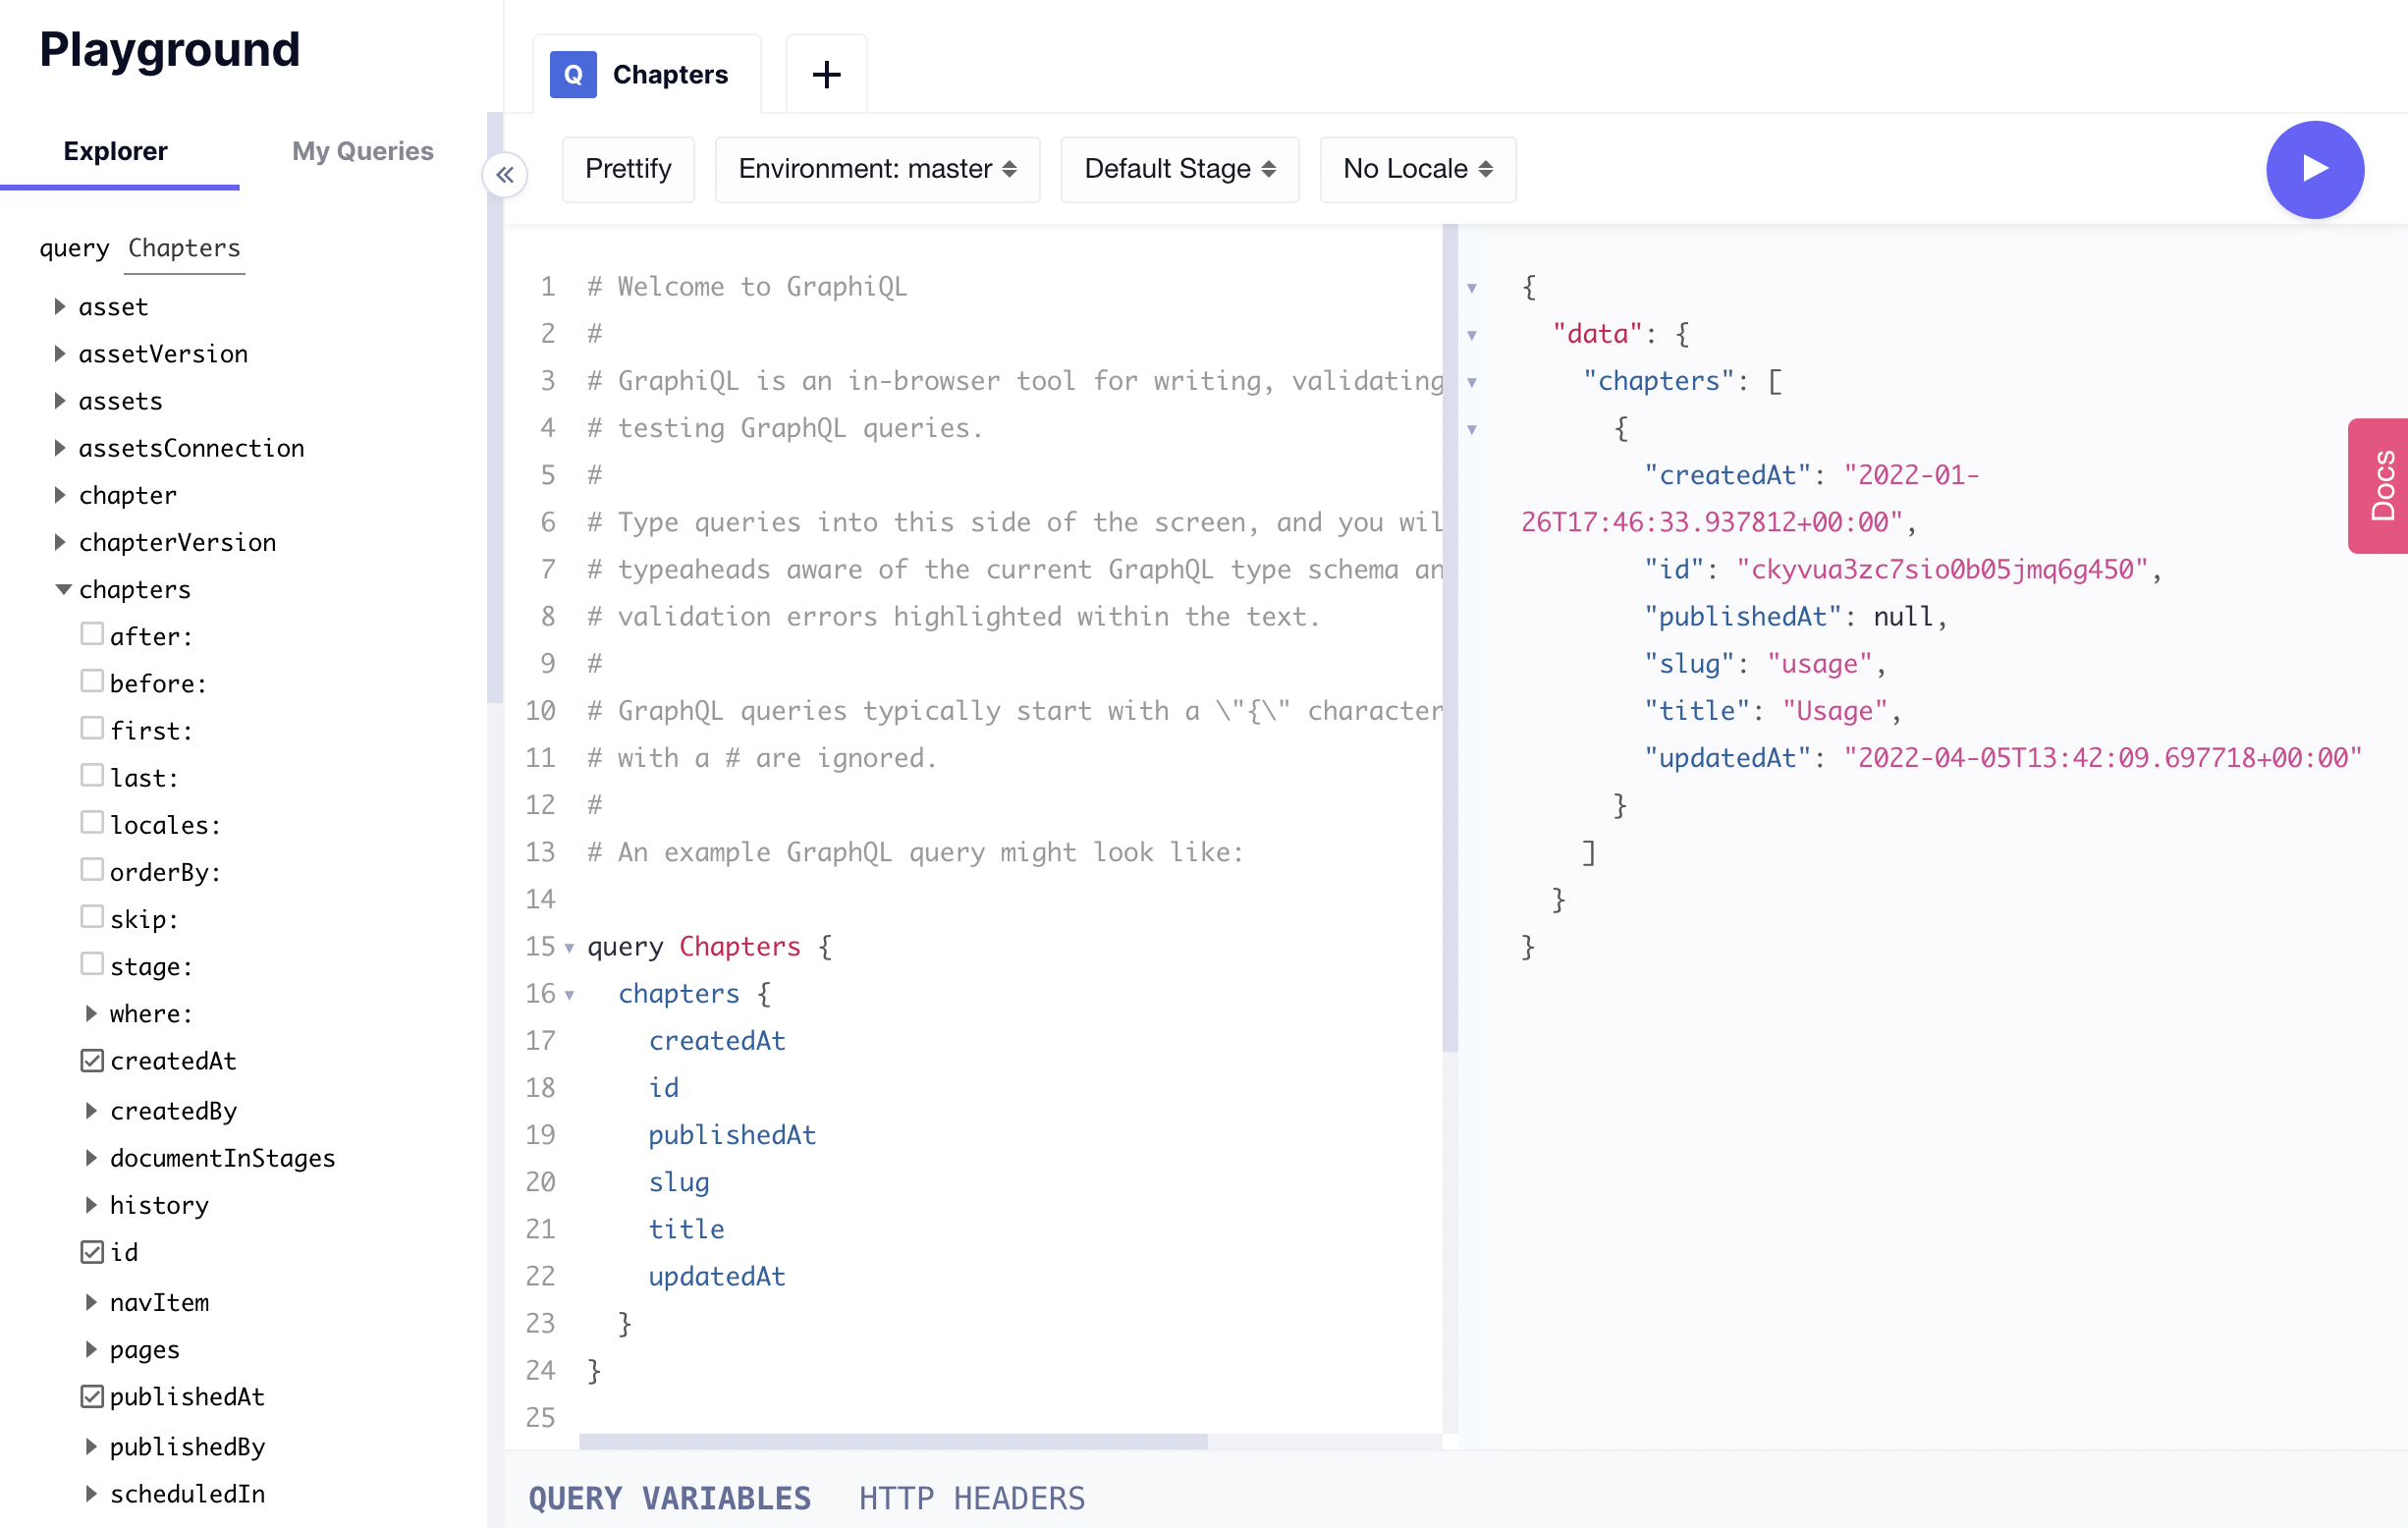 Playground
Explorer
My Queries
query Chapters
asset
assetVersion
assets
assetsConnection
chapter
chapterVersion
chapters
after:
before:
first:
last:
locales:
orderBy:
skip:
stage:
where:
createdAt
createdBy
documentInStages
history
id
navItem
pages
publishedAt
publishedBy
scheduledIn
Q Chapters
+
Prettify
Environment: master
Default Stage
No Locale
1 # Welcome to GraphiQL
2 #
3 # GraphiQL is an in-browser tool for writing, validating
4 # testing GraphQL queries.
5 #
6 # Type queries into this side of the screen, and you wil
7 # typeaheads aware of the current GraphQL type schema an
8 # validation errors highlighted within the text.
9 #
10 # GraphQL queries typically start with a \"{\" character
11 # with a # are ignored.
12 #
13 # An example GraphQL query might look like:
14
15 query Chapters {
16 chapters {
17 createdAt
18 id
19 publishedAt
20 slug
21 title
22 updatedAt
23 }
24 }
25
{
"data": {
"chapters": [
{
"createdAt": "2022-01-
26T17:46:33.937812+00:00",
"id": "ckyvua3zc7sio0b05jmq6g450",
"publishedAt": null,
"slug": "usage",
"title": "Usage",
"updatedAt": "2022-04-05T13:42:09.697718+00:00"
}
]
}
}
Docs
QUERY VARIABLES
HTTP HEADERS